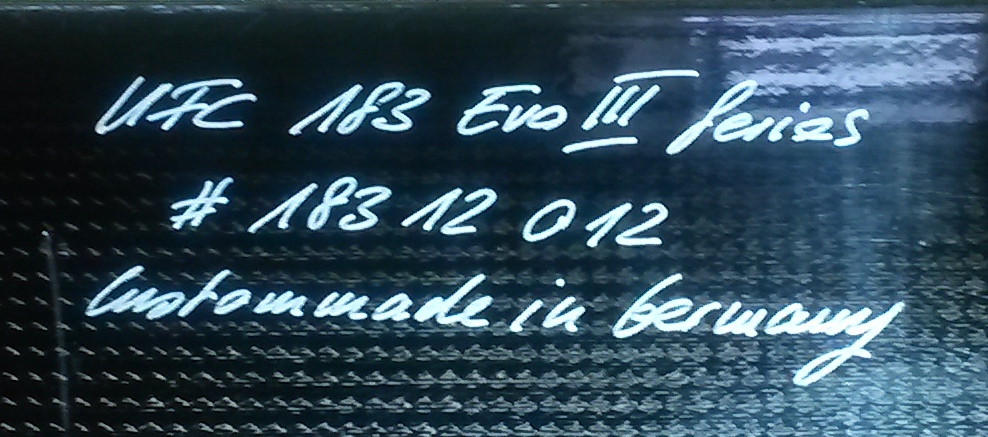 UFC 183 Evo III Series
# 183 12 012
Custommade in Germany